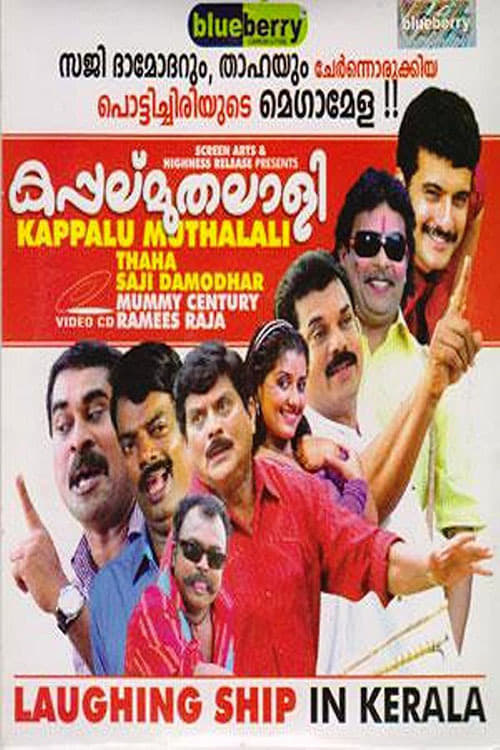 blueberry
blueberry
സജി ദാമോദറും, താഹയും ചേർന്നൊരുക്കിയ
പൊട്ടിച്ചിരിയുടെ മെഗാമേള !!
SCREEN ARTS &
HIGHNESS RELEASE PRESENTS
കപ്പല്മുതലാളി
KAPPALU MUTHALALI
THAHA
SAJI DAMODHAR
MUMMY CENTURY
VIDEO CD RAMEES RAJA
LAUGHING SHIP IN KERALA